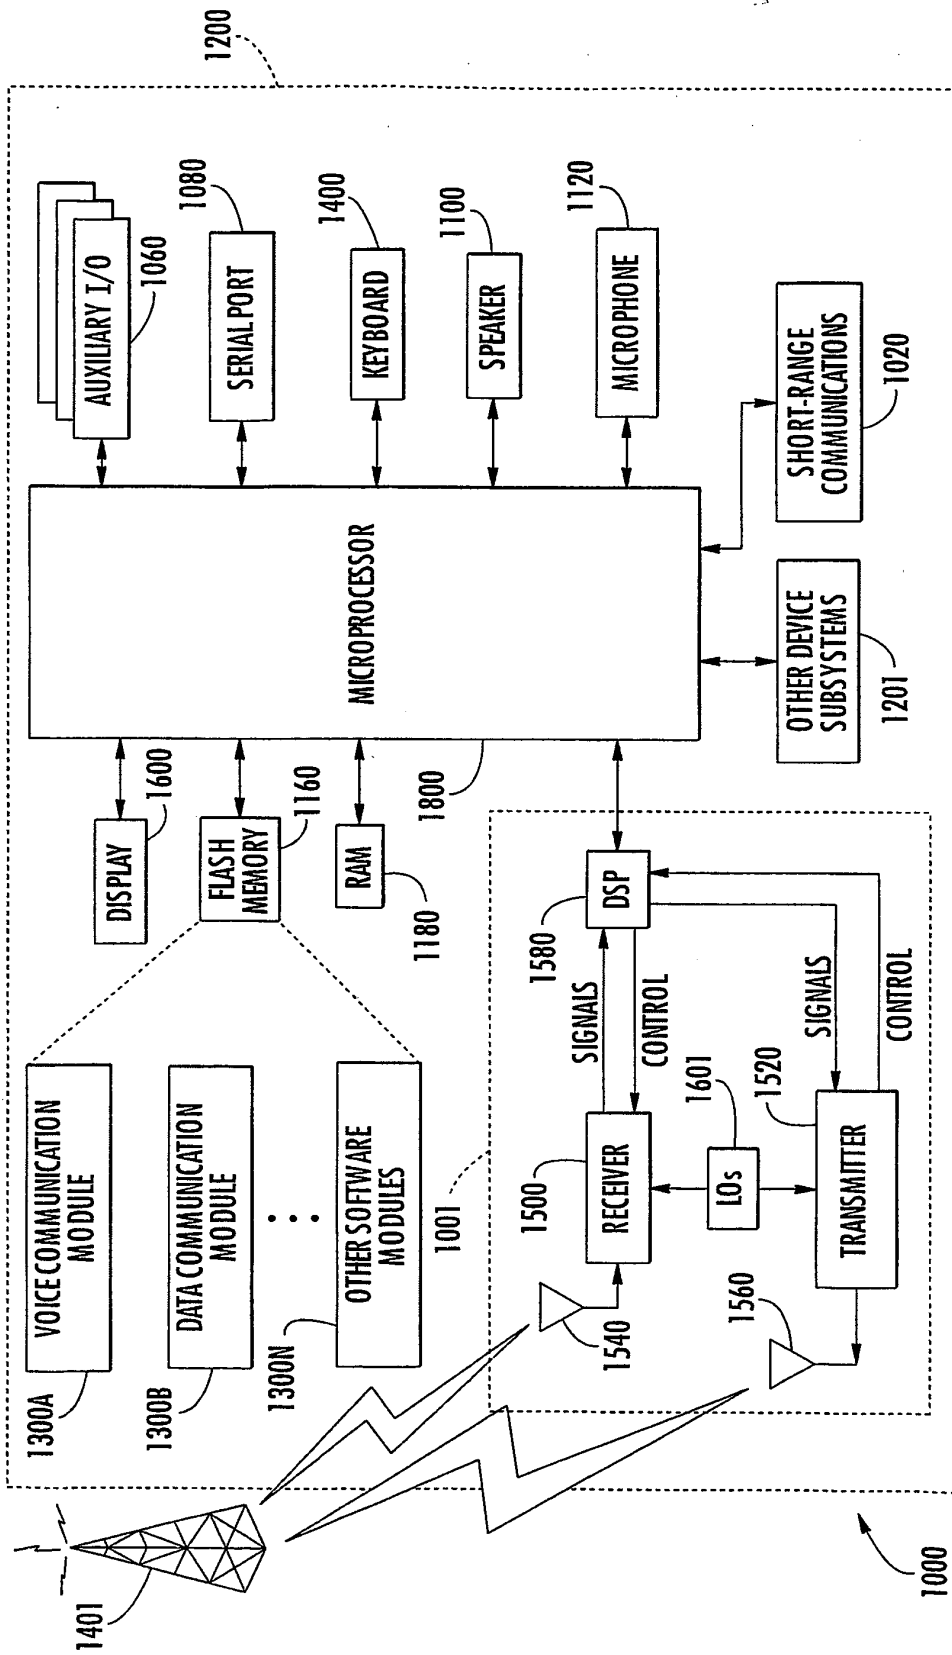 1200
1401
1300A
VOICE COMMUNICATION
MODULE
1300B
DATA COMMUNICATION
MODULE
1300N
OTHER SOFTWARE
MODULES
1001
DISPLAY
1600
FLASH
MEMORY
1160
RAM
1180
1800
MICROPROCESSOR
AUXILIARY I/O
1060
SERIAL PORT
1080
KEYBOARD
1400
SPEAKER
1100
MICROPHONE
1120
1540
1500
RECEIVER
SIGNALS
CONTROL
1580
DSP
1601
LOs
1560
1520
TRANSMITTER
SIGNALS
CONTROL
OTHER DEVICE
SUBSYSTEMS
1201
SHORT-RANGE
COMMUNICATIONS
1020
1000